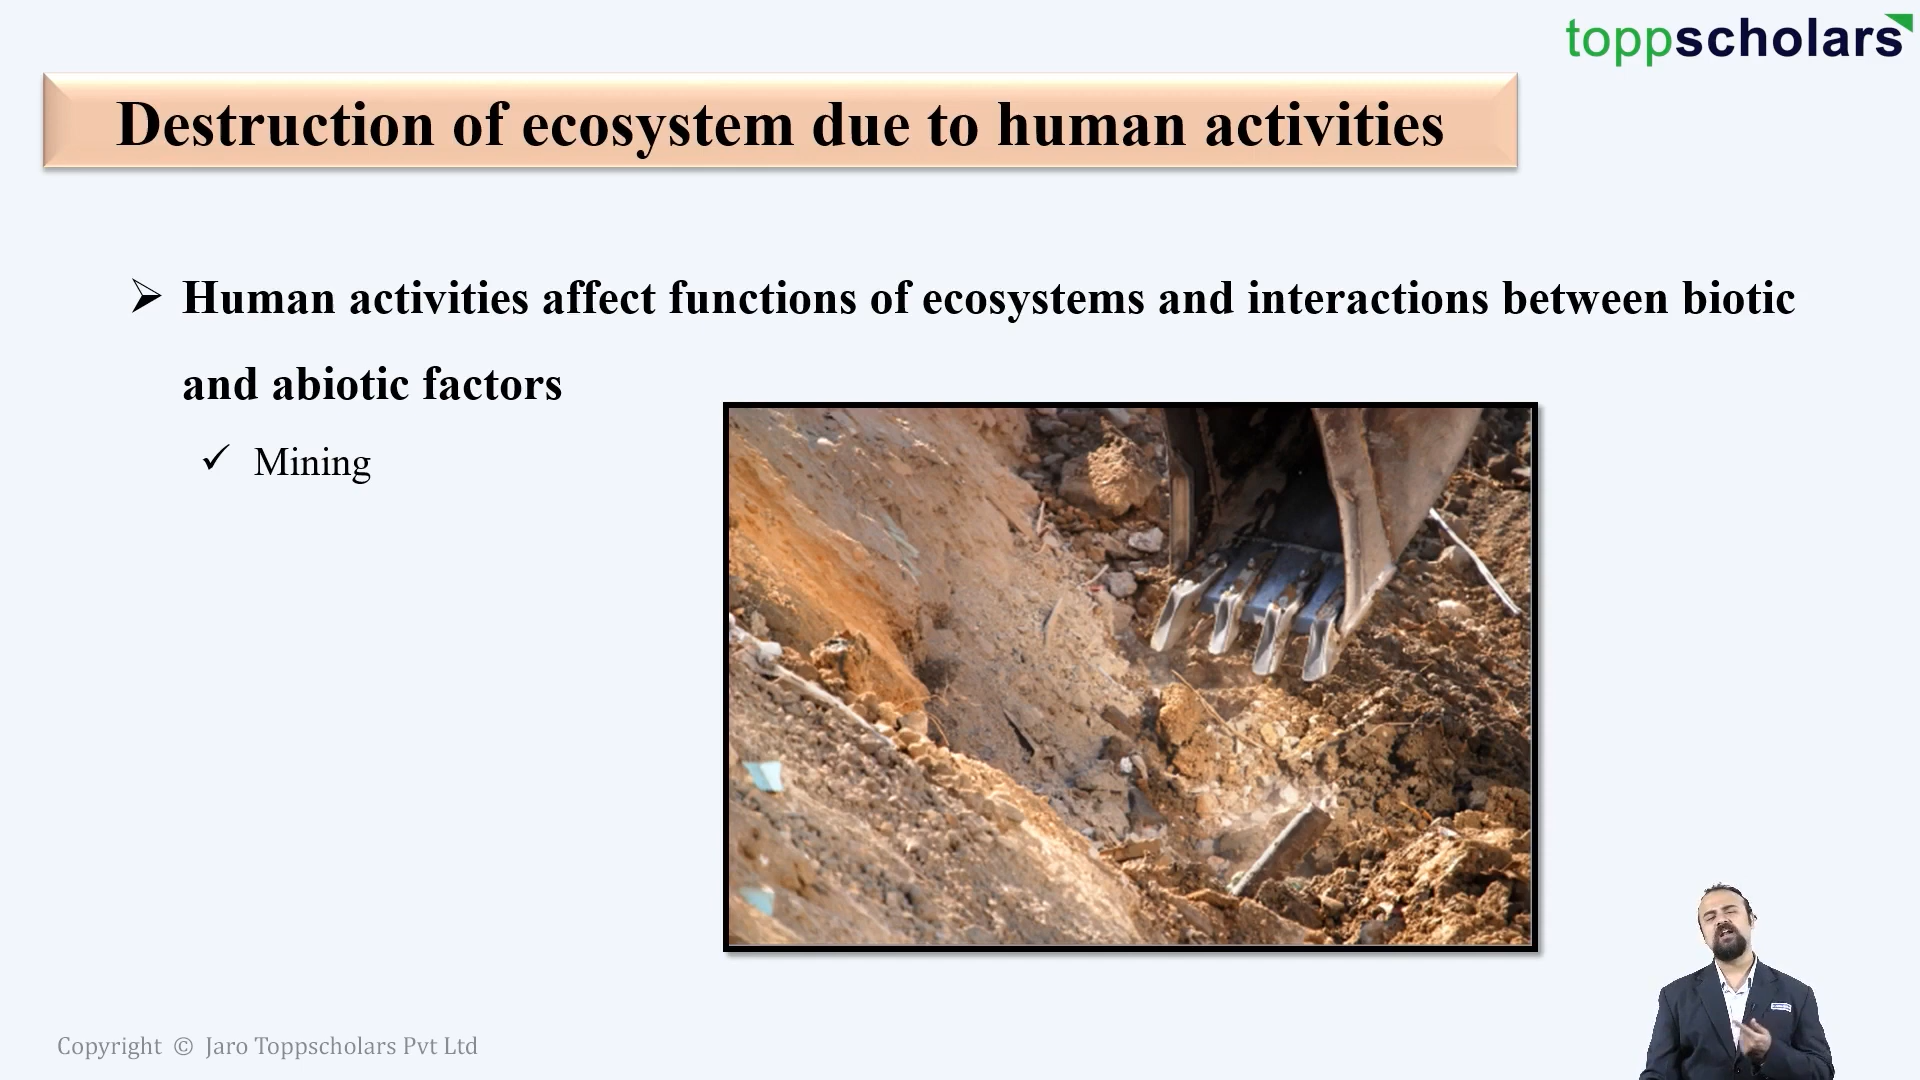 toppscholars
Destruction of ecosystem due to human activities
Human activities affect functions of ecosystems and interactions between biotic
and abiotic factors
Mining
Copyright © Jaro Toppscholars Pvt Ltd